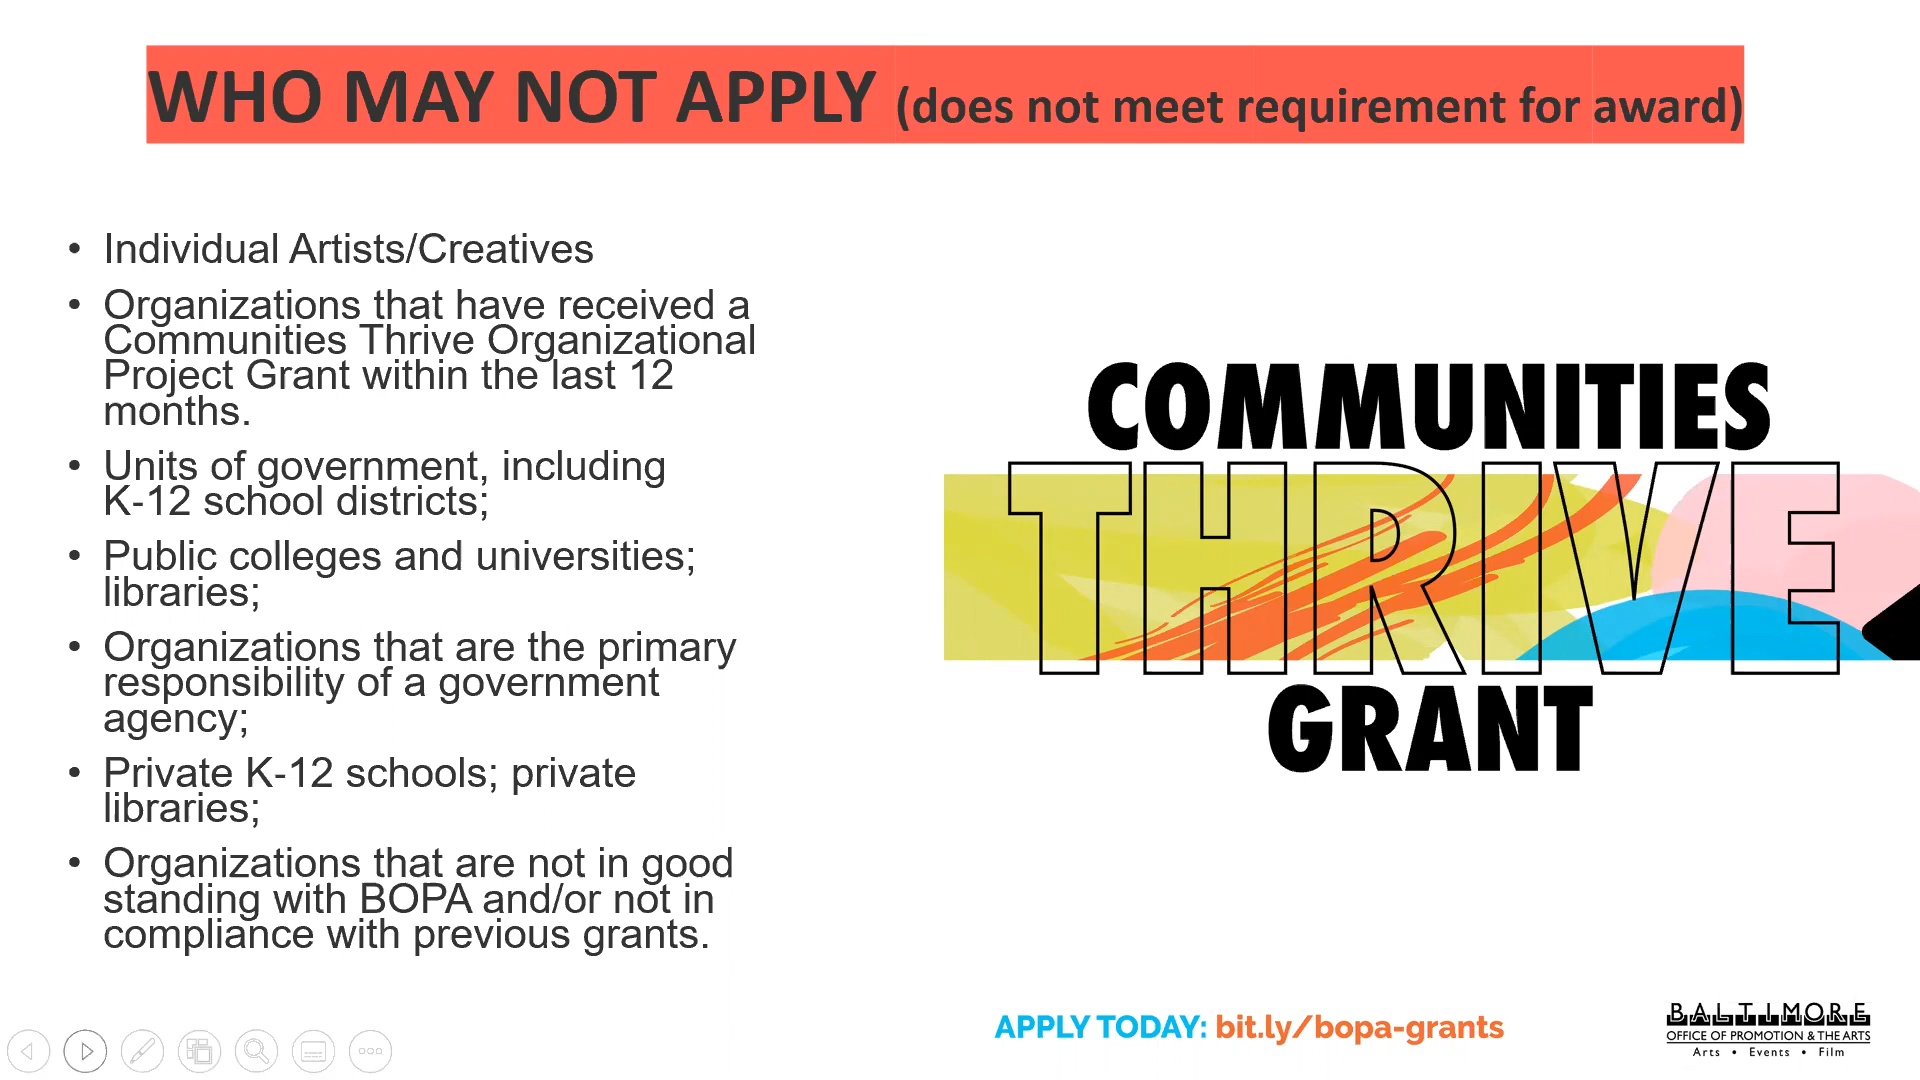 WHO MAY NOT APPLY (does not meet requirement for award)
• Individual Artists/Creatives
• Organizations that have received a
Communities Thrive Organizational
Project Grant within the last 12
months.
• Units of government, including
K-12 school districts;
• Public colleges and universities;
libraries;
• Organizations that are the primary
responsibility of a government
agency;
• Private K-12 schools; private
libraries;
• Organizations that are not in good
standing with BOPA and/or not in
compliance with previous grants.
COMMUNITIES
THRIVE
GRANT
APPLY TODAY: bit.ly/bopa-grants
BALTIMORE
OFFICE OF PROMOTION & THE ARTS
Arts • Events • Film